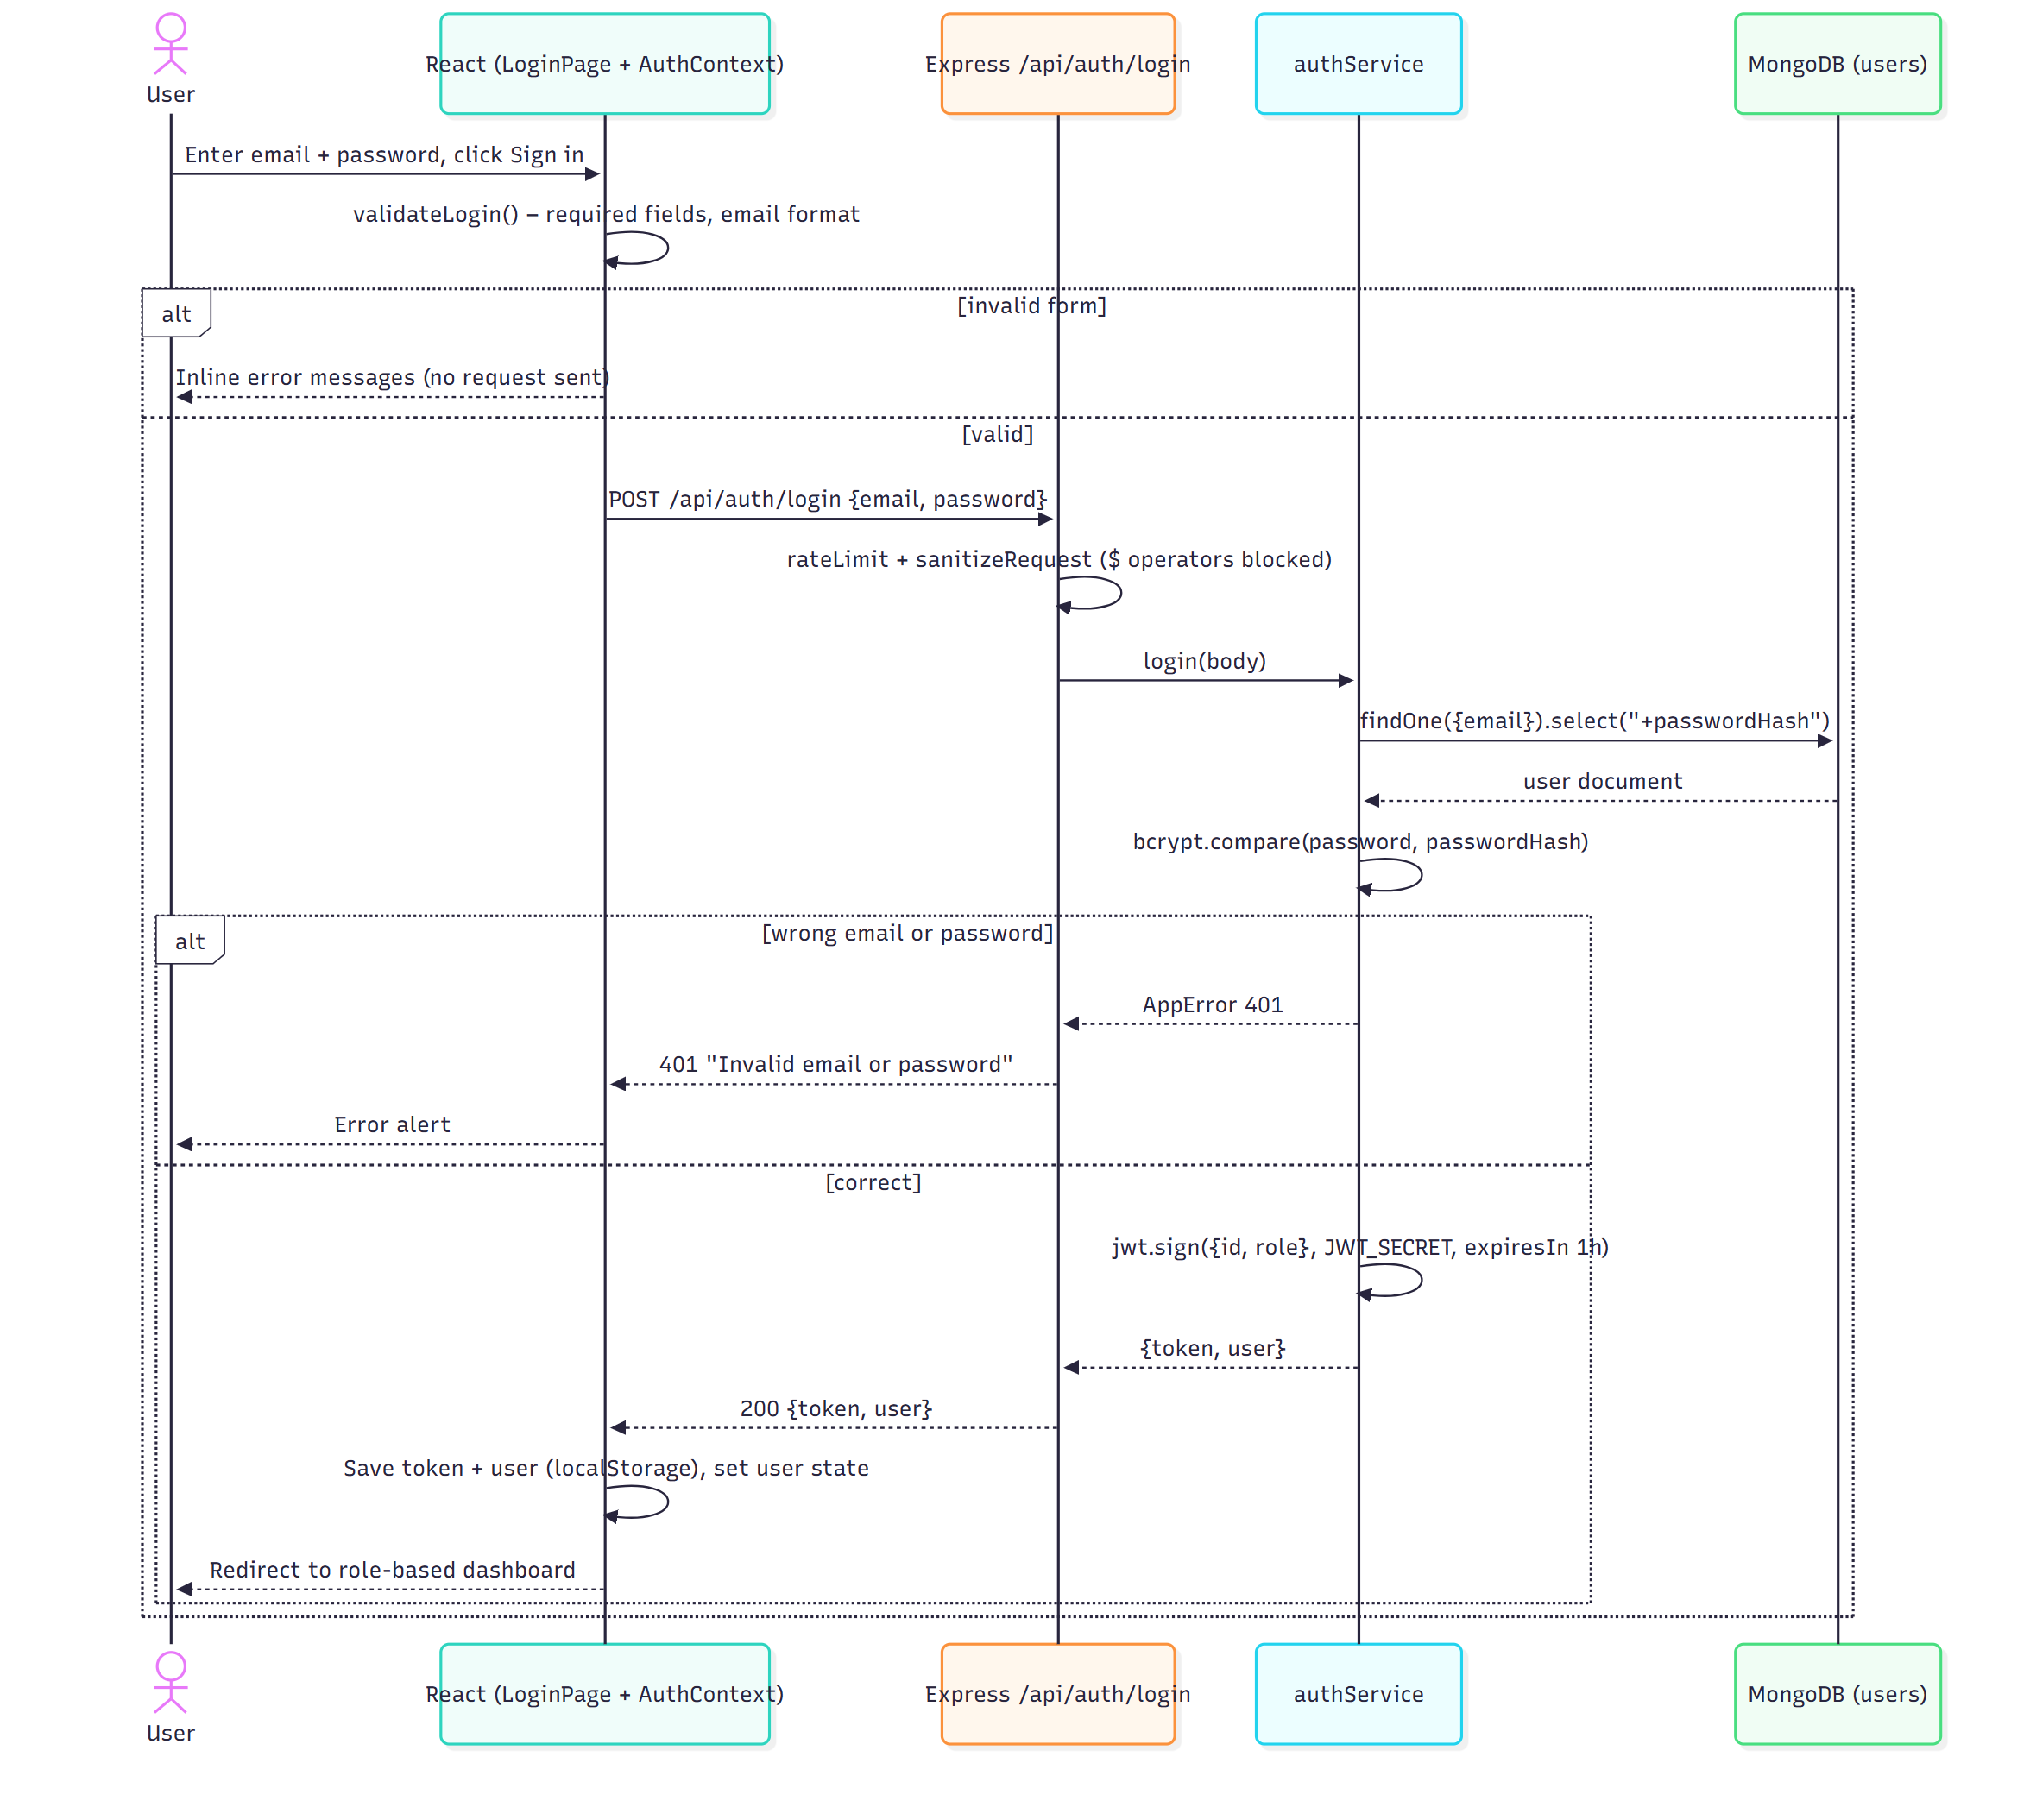 User
React (LoginPage + AuthContext)
Express /api/auth/login
authService
MongoDB (users)
Enter email + password, click Sign in
validateLogin() – required fields, email format
alt
[invalid form]
Inline error messages (no request sent)
[valid]
POST /api/auth/login {email, password}
rateLimit + sanitizeRequest ($ operators blocked)
login(body)
findOne({email}).select("+passwordHash")
user document
bcrypt.compare(password, passwordHash)
alt
[wrong email or password]
AppError 401
401 "Invalid email or password"
Error alert
[correct]
jwt.sign({id, role}, JWT_SECRET, expiresIn 1h)
{token, user}
200 {token, user}
Save token + user (localStorage), set user state
Redirect to role-based dashboard
User
React (LoginPage + AuthContext)
Express /api/auth/login
authService
MongoDB (users)